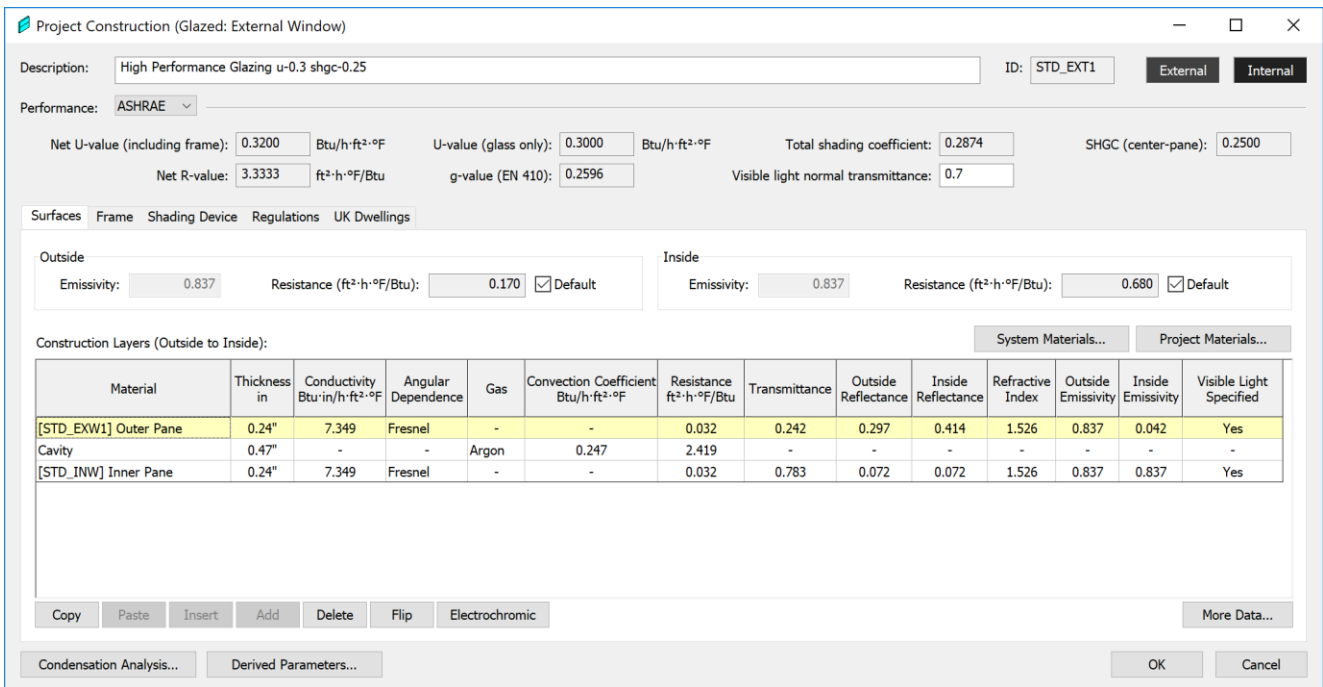 Project Construction (Glazed: External Window)
Description: High Performance Glazing u-0.3 shgc-0.25 ID: STD_EXT1 External Internal
Performance: ASHRAE
Net U-value (including frame): 0.3200 Btu/h·ft²·°F U-value (glass only): 0.3000 Btu/h·ft²·°F Total shading coefficient: 0.2874 SHGC (center-pane): 0.2500
Net R-value: 3.3333 ft²·h·°F/Btu g-value (EN 410): 0.2596 Visible light normal transmittance: 0.7
Surfaces Frame Shading Device Regulations UK Dwellings
Outside Inside
Emissivity: 0.837 Resistance (ft²·h·°F/Btu): 0.170 Default Emissivity: 0.837 Resistance (ft²·h·°F/Btu): 0.680 Default
System Materials... Project Materials...
Construction Layers (Outside to Inside):
Material Thickness in Conductivity Btu·in/h·ft²·°F Angular Dependence Gas Convection Coefficient Btu/h·ft²·°F Resistance ft²·h·°F/Btu Transmittance Outside Reflectance Inside Reflectance Refractive Index Outside Emissivity Inside Emissivity Visible Light Specified
[STD_EXW1] Outer Pane 0.24" 7.349 Fresnel - - 0.032 0.242 0.297 0.414 1.526 0.837 0.042 Yes
Cavity 0.47" - - Argon 0.247 2.419 - - - - - - -
[STD_INW] Inner Pane 0.24" 7.349 Fresnel - - 0.032 0.783 0.072 0.072 1.526 0.837 0.837 Yes
Copy Paste Insert Add Delete Flip Electrochromic More Data...
Condensation Analysis... Derived Parameters... OK Cancel